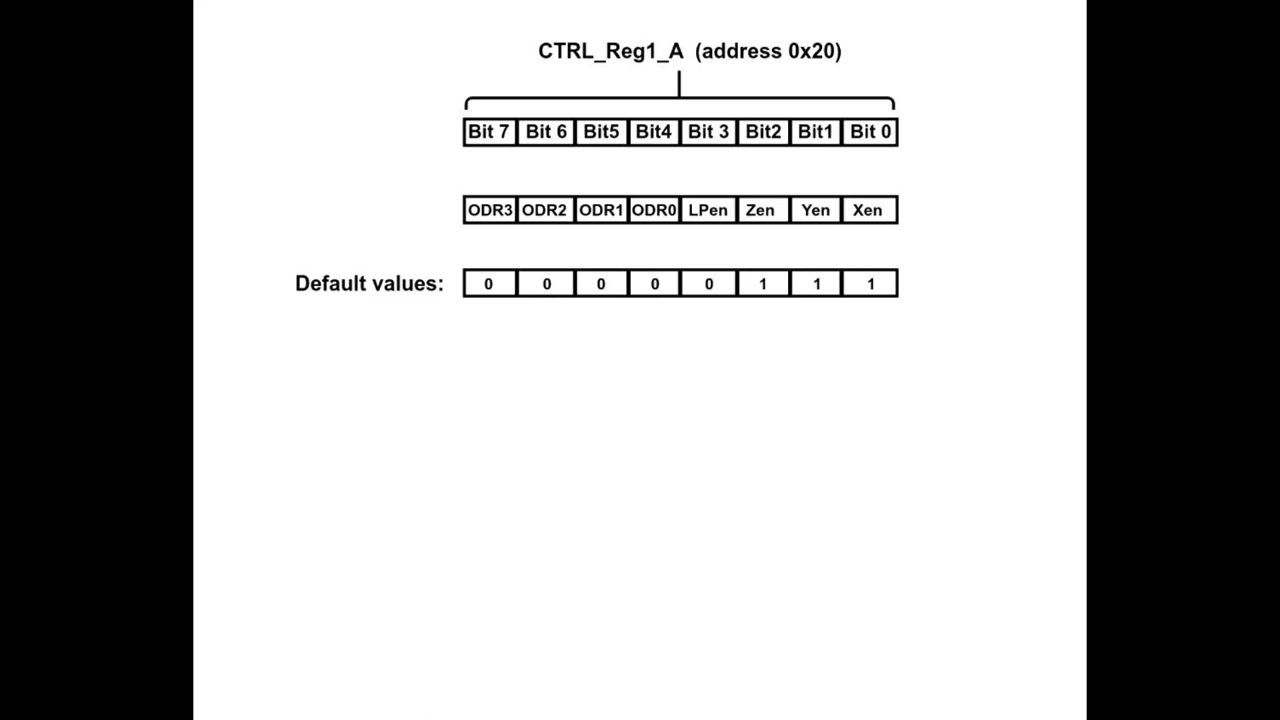 CTRL_Reg1_A (address 0x20)
Bit 7 Bit 6 Bit5 Bit4 Bit 3 Bit2 Bit1 Bit 0
ODR3 ODR2 ODR1 ODR0 LPen Zen Yen Xen
Default values: 0 0 0 0 0 1 1 1